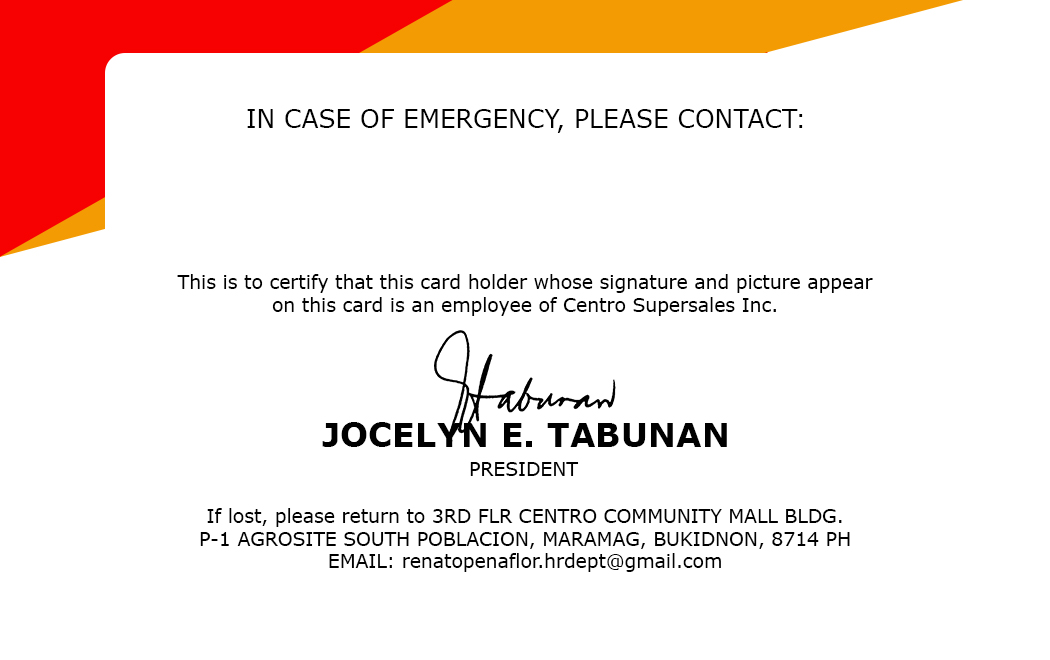 IN CASE OF EMERGENCY, PLEASE CONTACT:
This is to certify that this card holder whose signature and picture appear
on this card is an employee of Centro Supersales Inc.
JTabunan
JOCELYN E. TABUNAN
PRESIDENT
If lost, please return to 3RD FLR CENTRO COMMUNITY MALL BLDG.
P-1 AGROSITE SOUTH POBLACION, MARAMAG, BUKIDNON, 8714 PH
EMAIL: renatopenaflor.hrdept@gmail.com